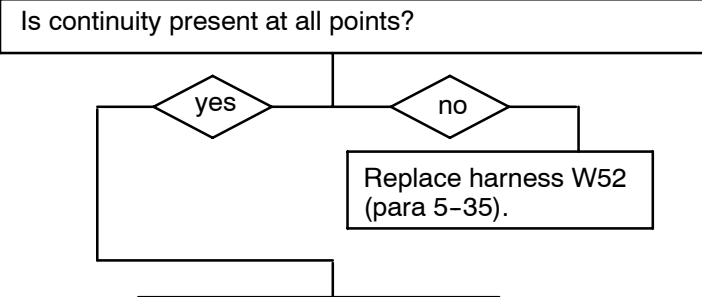 Is continuity present at all points?
yes
no
Replace harness W52
(para 5-35).